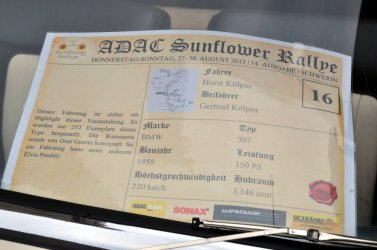 Sunflower
Rallye
ADAC Sunflower Rallye
DONNERSTAG-SONNTAG, 27.-30. AUGUST 2015 | 14. AUSGABE | SCHWERIN
Fahrer
Horst Kölpin
Beifahrer
Gertrud Kölpin
16
Dieses Fahrzeug ist sicher ein
Highlight dieser Veranstaltung. Es
wurden nur 252 Exemplare dieses
Typs hergestellt. Die Karosserie
wurde von Graf Goertz konzipiert. So
ein Fahrzeug hatte unter anderem
Elvis Presley.
Marke
BMW
Typ
507
Baujahr
1958
Leistung
150 PS
Höchstgeschwindigkeit
220 km/h
Hubraum
3.146 ccm
ADAC
SONAX
GETRÄNKE